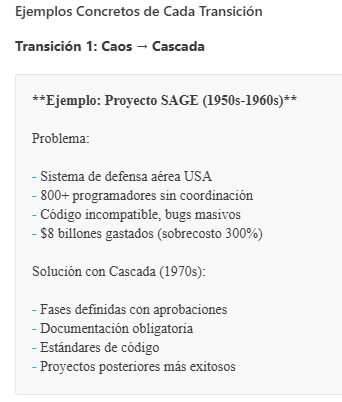 Ejemplos Concretos de Cada Transición
Transición 1: Caos → Cascada
**Ejemplo: Proyecto SAGE (1950s-1960s)**
Problema:
- Sistema de defensa aérea USA
- 800+ programadores sin coordinación
- Código incompatible, bugs masivos
- $8 billones gastados (sobrecosto 300%)
Solución con Cascada (1970s):
- Fases definidas con aprobaciones
- Documentación obligatoria
- Estándares de código
- Proyectos posteriores más exitosos